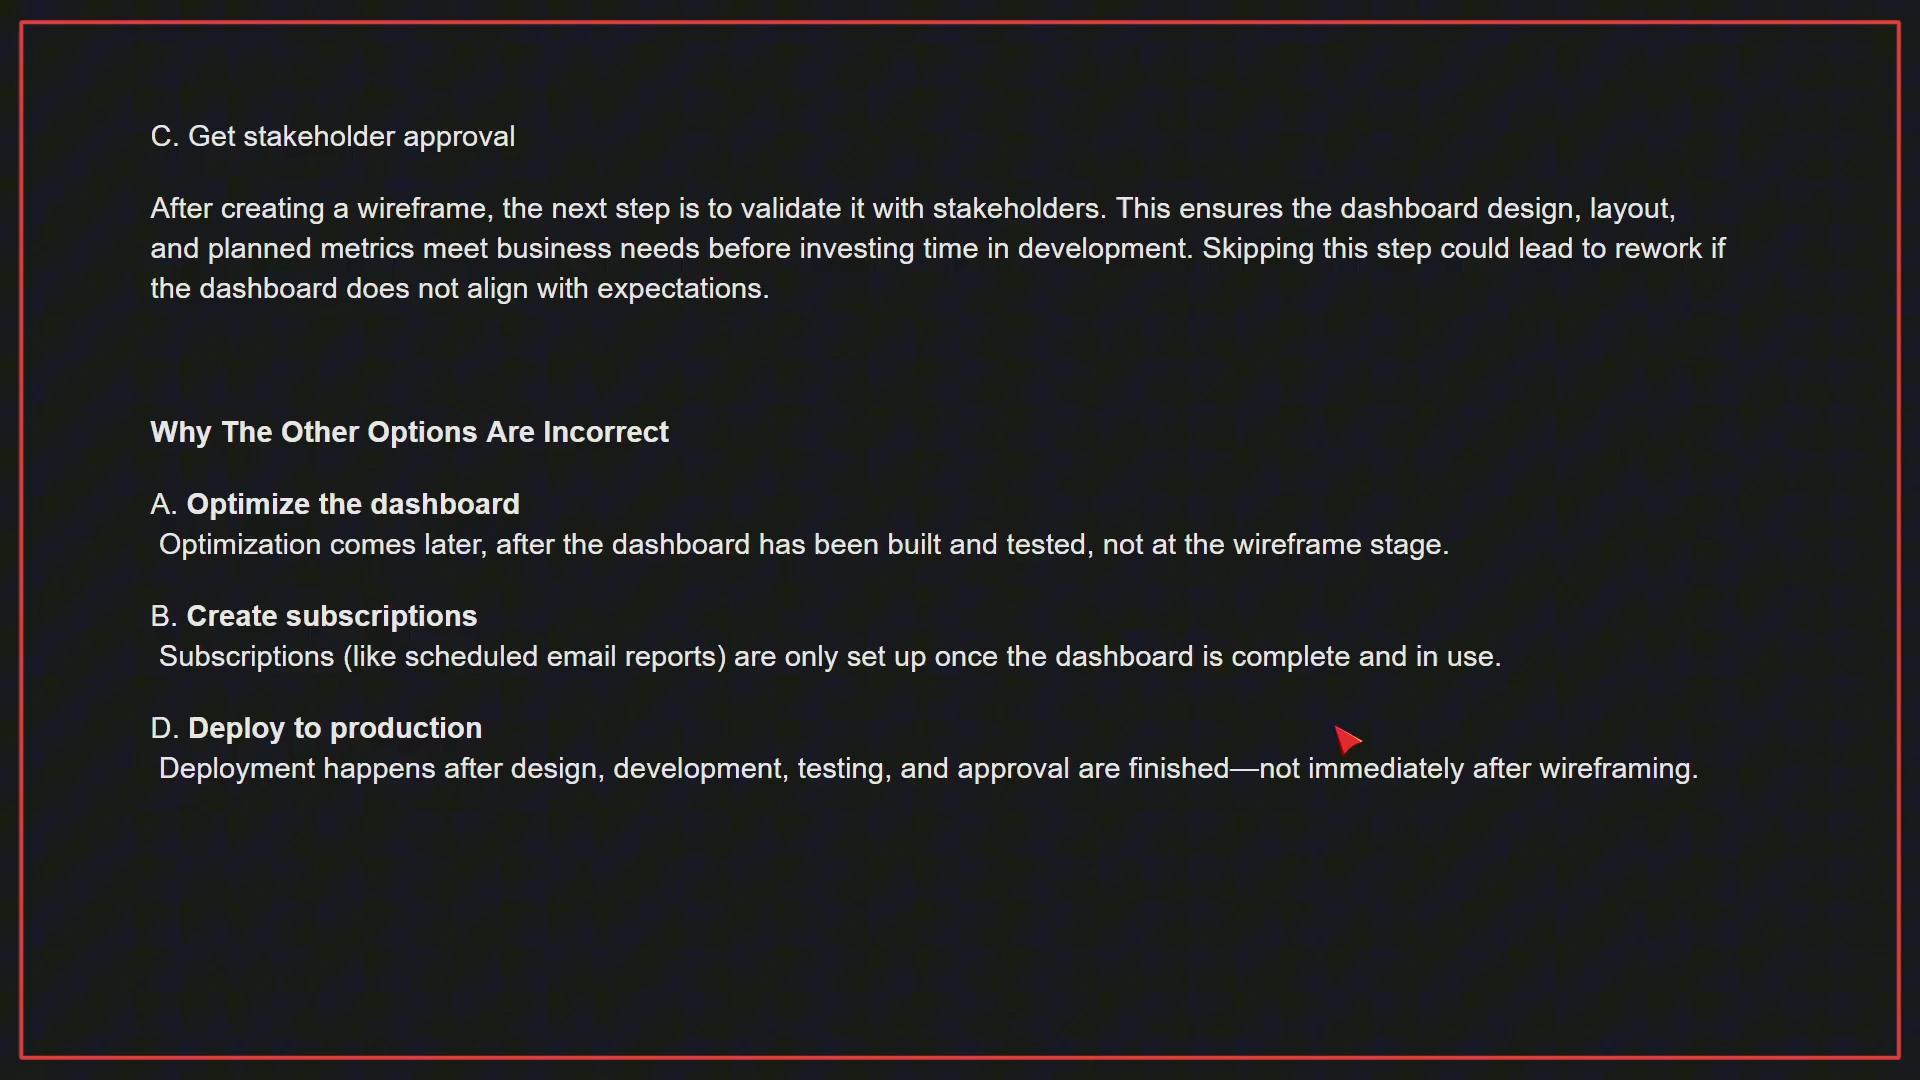 C. Get stakeholder approval
After creating a wireframe, the next step is to validate it with stakeholders. This ensures the dashboard design, layout,
and planned metrics meet business needs before investing time in development. Skipping this step could lead to rework if
the dashboard does not align with expectations.
Why The Other Options Are Incorrect
A. Optimize the dashboard
Optimization comes later, after the dashboard has been built and tested, not at the wireframe stage.
B. Create subscriptions
Subscriptions (like scheduled email reports) are only set up once the dashboard is complete and in use.
D. Deploy to production
Deployment happens after design, development, testing, and approval are finished—not immediately after wireframing.